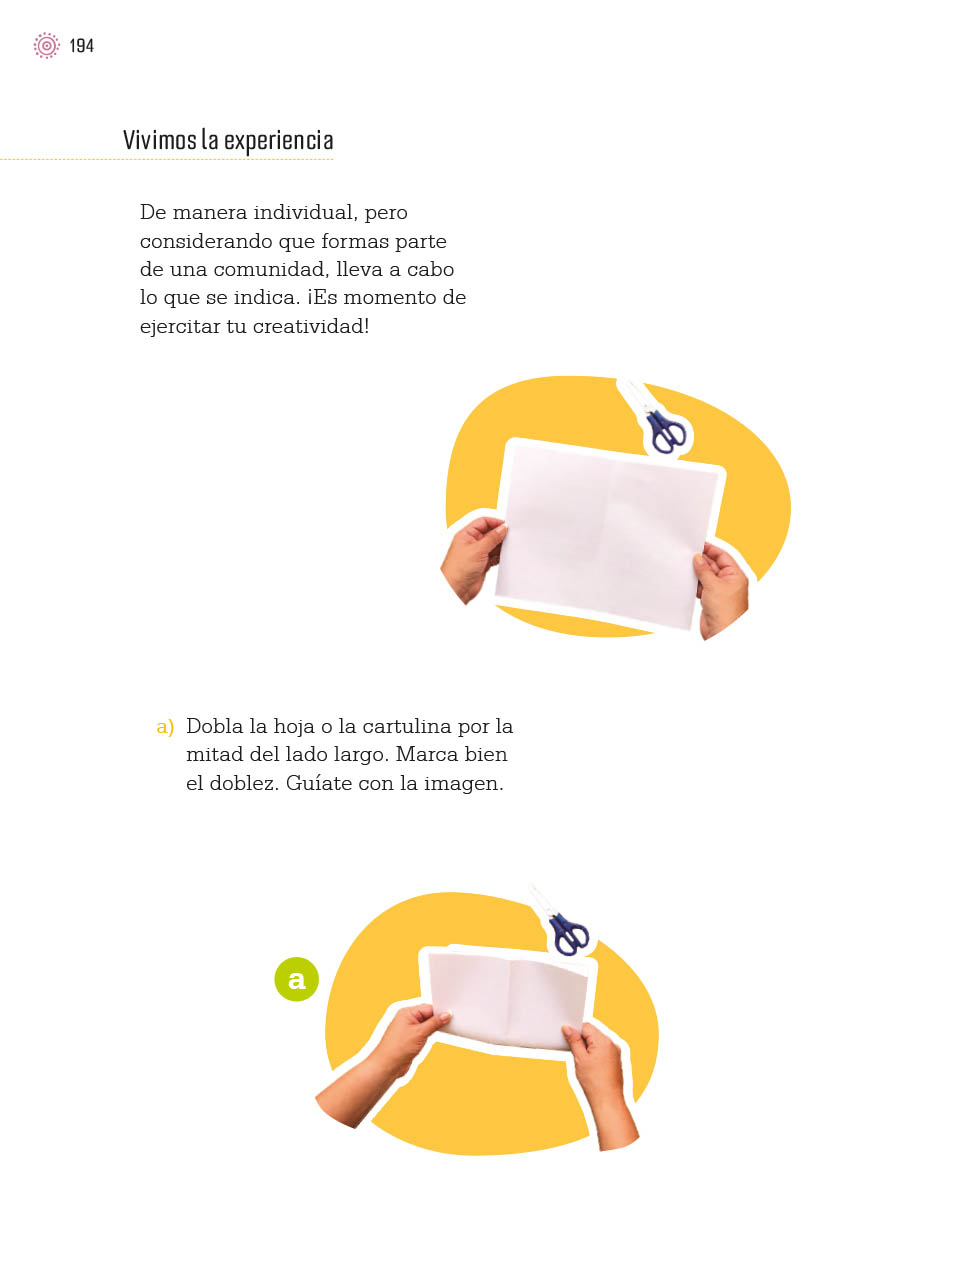 194
Vivimos la experiencia
De manera individual, pero
considerando que formas parte
de una comunidad, lleva a cabo
lo que se indica. ¡Es momento de
ejercitar tu creatividad!
a) Dobla la hoja o la cartulina por la
mitad del lado largo. Marca bien
el doblez. Guíate con la imagen.
a